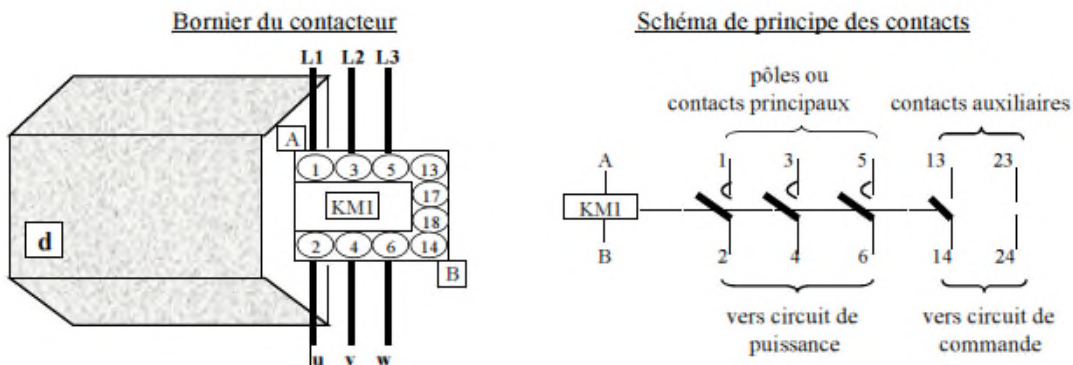 Bornier du contacteur
L1 L2 L3
A
1 3 5 13
17
KM1
18
d
2 4 6 14
B
u v w
Schéma de principe des contacts
pôles ou
contacts principaux
contacts auxiliaires
A 1 3 5 13 23
KM1
B 2 4 6 14 24
vers circuit de
puissance
vers circuit de
commande